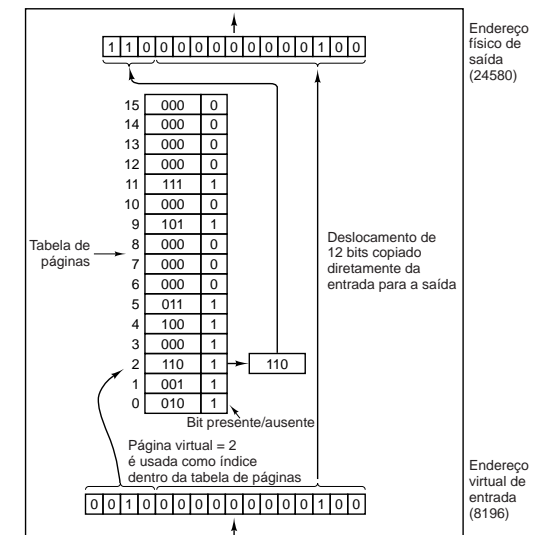 1 1 0 0 0 0 0 0 0 0 0 0 1 0 0
Endereço
físico de
saída
(24580)
15 000 0
14 000 0
13 000 0
12 000 0
11 111 1
10 000 0
9 101 1
8 000 0
7 000 0
6 000 0
5 011 1
4 100 1
3 000 1
2 110 1 110
1 001 1
0 010 1
Tabela de
páginas
Deslocamento de
12 bits copiado
diretamente da
entrada para a saída
Bit presente/ausente
Página virtual = 2
é usada como índice
dentro da tabela de páginas
0 0 1 0 0 0 0 0 0 0 0 0 0 1 0 0
Endereço
virtual de
entrada
(8196)